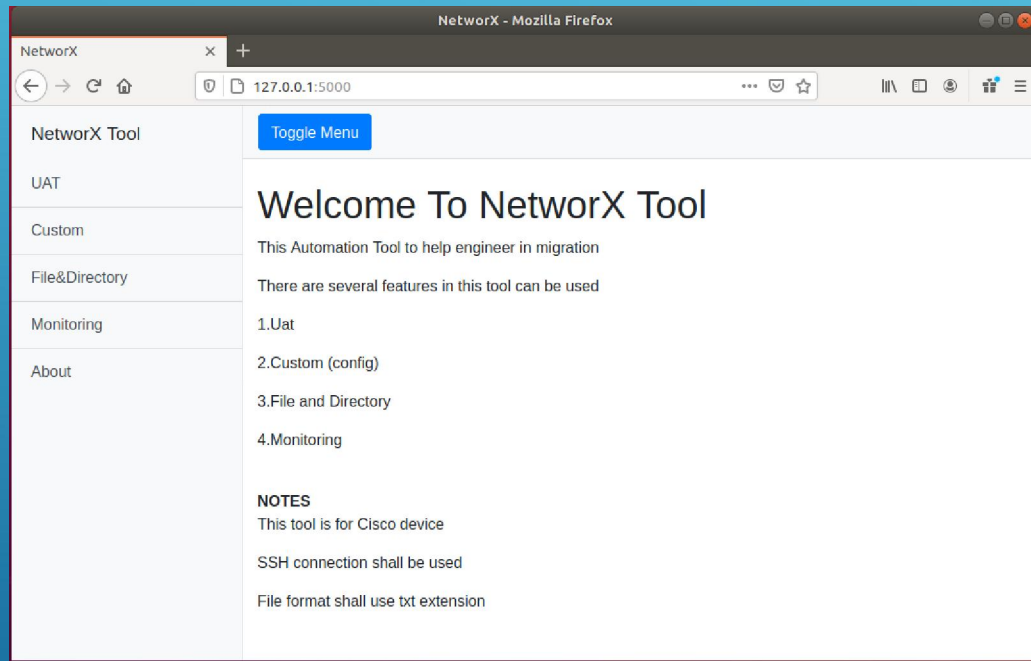 NetworX - Mozilla Firefox
NetworX
127.0.0.1:5000
NetworX Tool
UAT
Custom
File&Directory
Monitoring
About
Toggle Menu
Welcome To NetworX Tool
This Automation Tool to help engineer in migration
There are several features in this tool can be used
1.Uat
2.Custom (config)
3.File and Directory
4.Monitoring
NOTES
This tool is for Cisco device
SSH connection shall be used
File format shall use txt extension